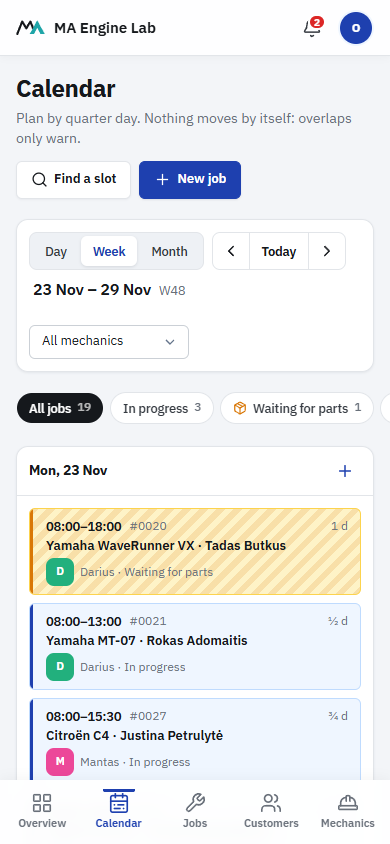 MA Engine Lab
2
O
Calendar
Plan by quarter day. Nothing moves by itself: overlaps
only warn.
Find a slot
New job
Day Week Month
Today
23 Nov – 29 Nov W48
All mechanics
All jobs 19
In progress 3
Waiting for parts 1
Mon, 23 Nov
08:00–18:00 #0020 1 d
Yamaha WaveRunner VX · Tadas Butkus
D Darius · Waiting for parts
08:00–13:00 #0021 ½ d
Yamaha MT-07 · Rokas Adomaitis
D Darius · In progress
08:00–15:30 #0027 ¾ d
Citroën C4 · Justina Petrulytė
M Mantas · In progress
Overview
Calendar
Jobs
Customers
Mechanics